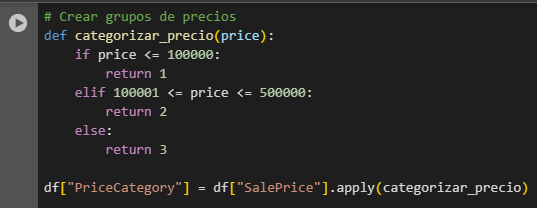 # Crear grupos de precios
def categorizar_precio(price):
    if price <= 100000:
        return 1
    elif 100001 <= price <= 500000:
        return 2
    else:
        return 3

df["PriceCategory"] = df["SalePrice"].apply(categorizar_precio)